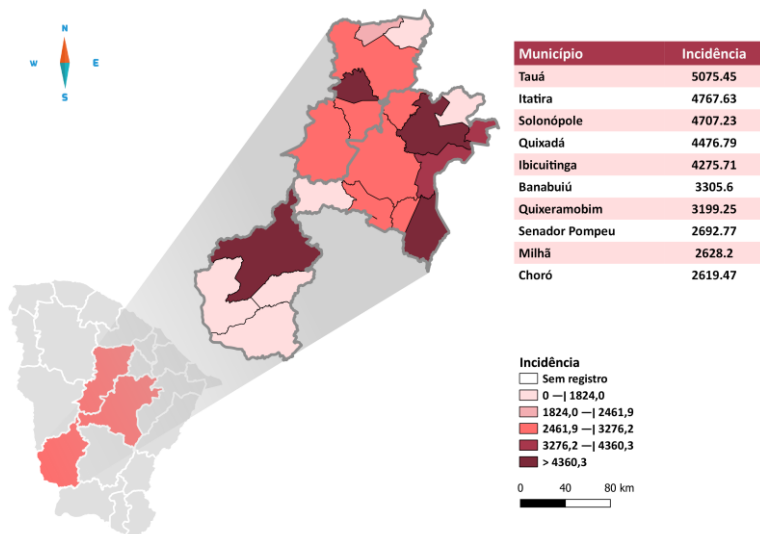 N
W E
S
Município Incidência
Tauá 5075.45
Itatira 4767.63
Solonópole 4707.23
Quixadá 4476.79
Ibicuitinga 4275.71
Banabuiú 3305.6
Quixeramobim 3199.25
Senador Pompeu 2692.77
Milhã 2628.2
Choró 2619.47
Incidência
Sem registro
0 —| 1824,0
1824,0 —| 2461,9
2461,9 —| 3276,2
3276,2 —| 4360,3
> 4360,3
0 40 80 km